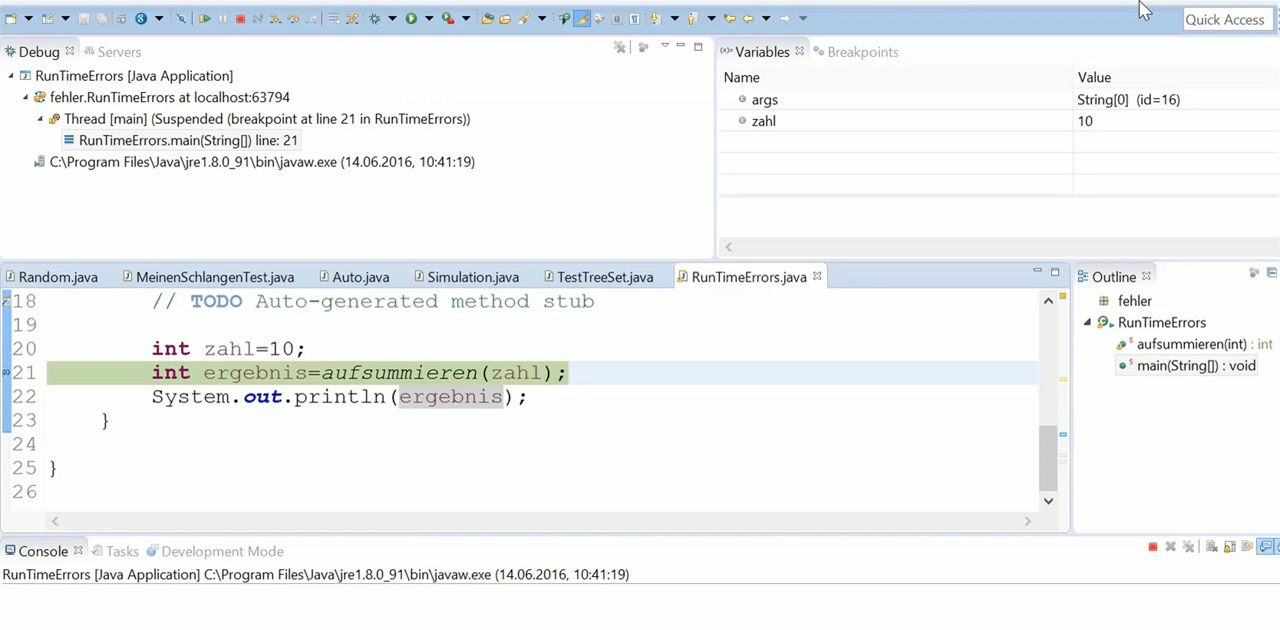 Quick Access
Debug
Servers
RunTimeErrors [Java Application]
fehler.RunTimeErrors at localhost:63794
Thread [main] (Suspended (breakpoint at line 21 in RunTimeErrors))
RunTimeErrors.main(String[]) line: 21
C:\Program Files\Java\jre1.8.0_91\bin\javaw.exe (14.06.2016, 10:41:19)
(x)= Variables
Breakpoints
Name Value
args String[0] (id=16)
zahl 10
Random.java MeinenSchlangenTest.java Auto.java Simulation.java TestTreeSet.java RunTimeErrors.java
18 // TODO Auto-generated method stub
19
20 int zahl=10;
21 int ergebnis=aufsummieren(zahl);
22 System.out.println(ergebnis);
23 }
24
25 }
26
Outline
fehler
RunTimeErrors
aufsummieren(int) : int
main(String[]) : void
Console Tasks Development Mode
RunTimeErrors [Java Application] C:\Program Files\Java\jre1.8.0_91\bin\javaw.exe (14.06.2016, 10:41:19)